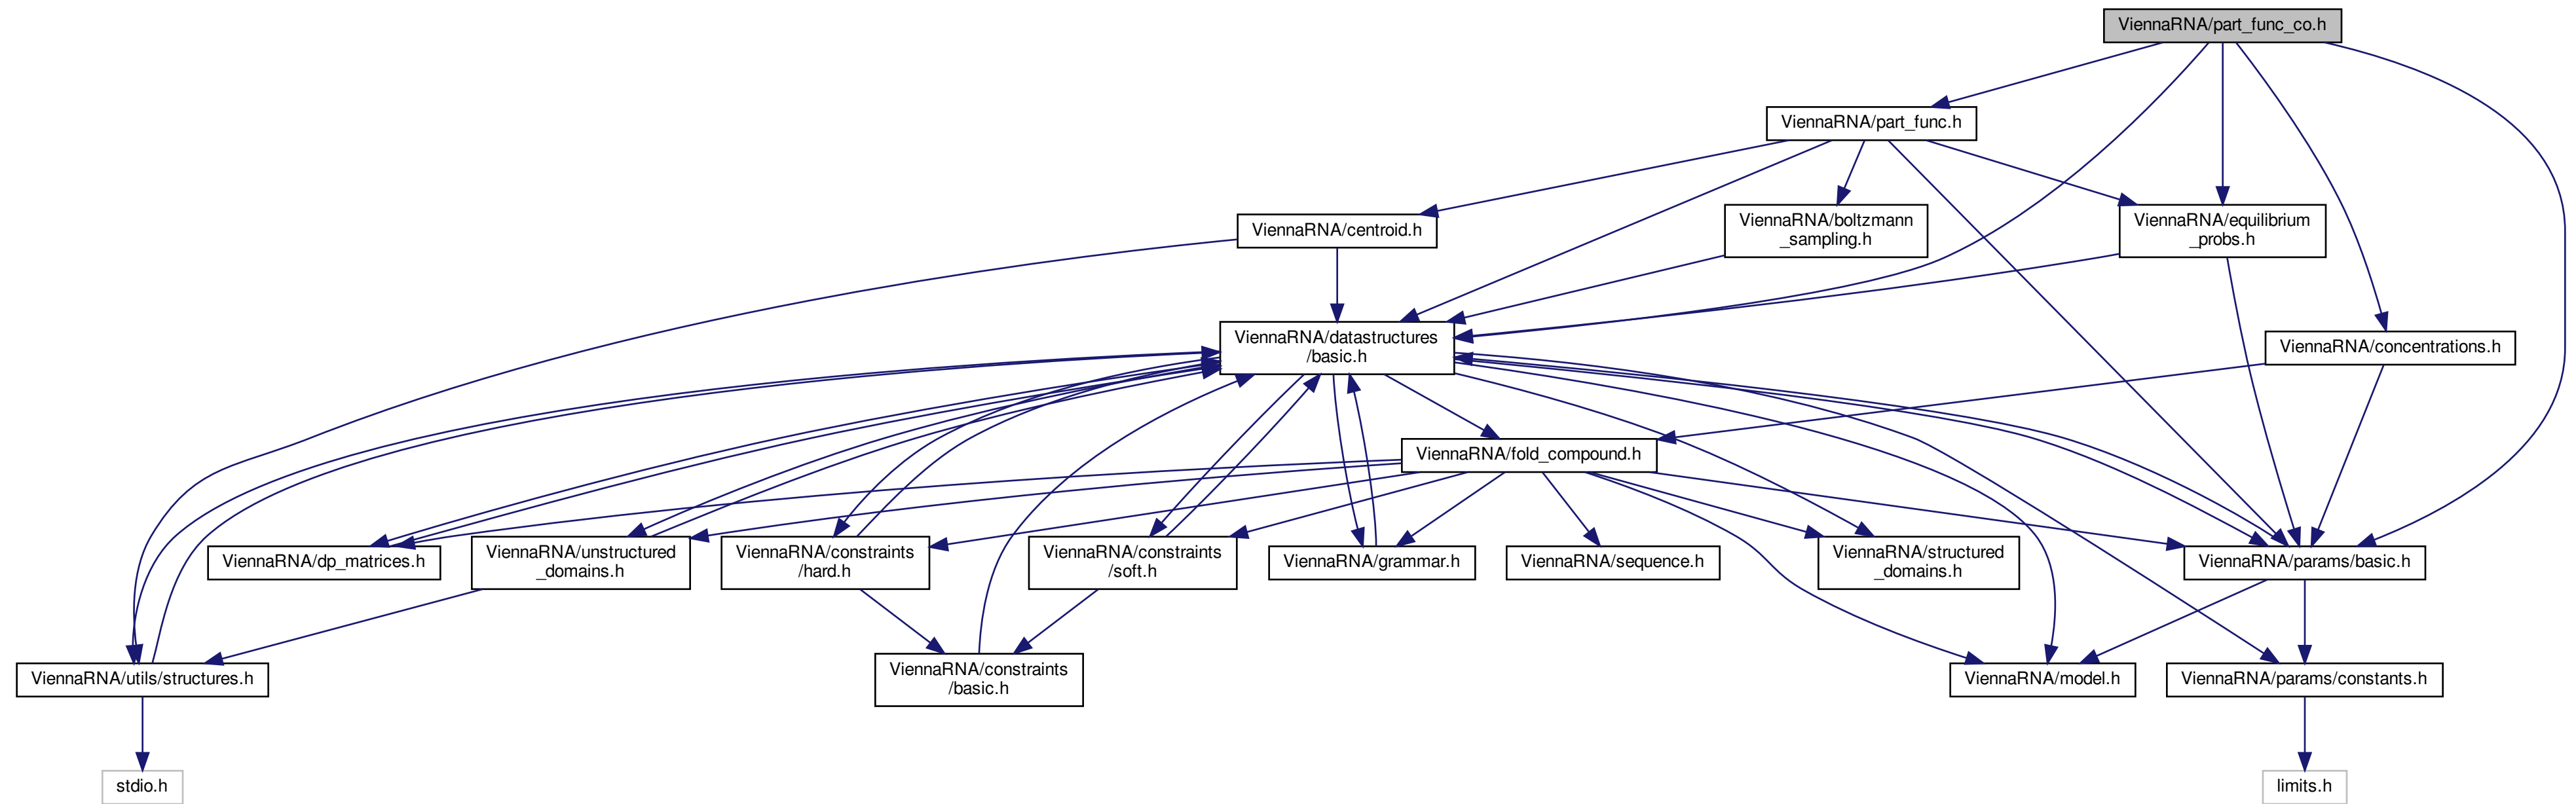 ViennaRNA/part_func_co.h
ViennaRNA/part_func.h
ViennaRNA/centroid.h
ViennaRNA/boltzmann
_sampling.h
ViennaRNA/equilibrium
_probs.h
ViennaRNA/datastructures
/basic.h
ViennaRNA/concentrations.h
ViennaRNA/fold_compound.h
ViennaRNA/dp_matrices.h
ViennaRNA/unstructured
_domains.h
ViennaRNA/constraints
/hard.h
ViennaRNA/constraints
/soft.h
ViennaRNA/grammar.h
ViennaRNA/sequence.h
ViennaRNA/structured
_domains.h
ViennaRNA/params/basic.h
ViennaRNA/utils/structures.h
ViennaRNA/constraints
/basic.h
ViennaRNA/model.h
ViennaRNA/params/constants.h
stdio.h
limits.h